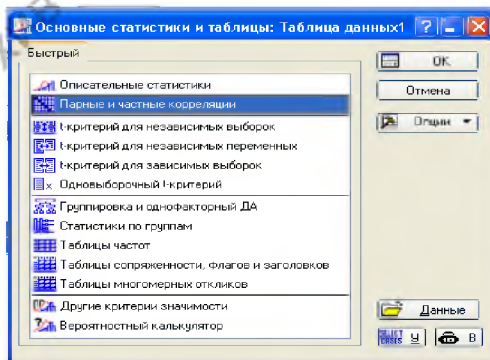 Основные статистики и таблицы: Таблица данных1
Быстрый
Описательные статистики
Парные и частные корреляции
t-критерий для независимых выборок
t-критерий для независимых переменных
t-критерий для зависимых выборок
Одновыборочный t-критерий
Группировка и однофакторный ДА
Статистики по группам
Таблицы частот
Таблицы сопряженности, флагов и заголовков
Таблицы многомерных откликов
Другие критерии значимости
Вероятностный калькулятор
OK
Отмена
Опции
Данные
SELECT CASES У В